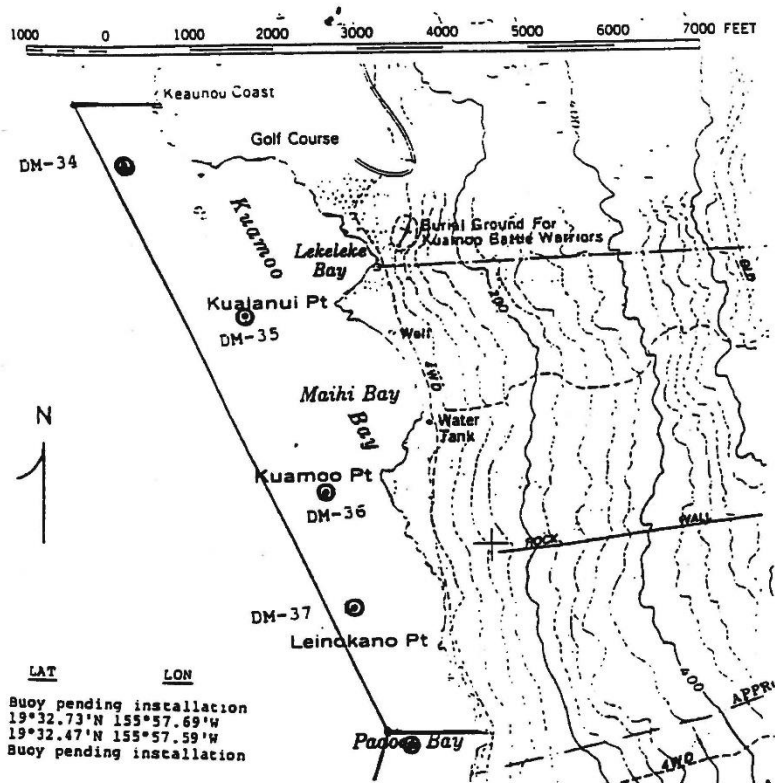 1000 0 1000 2000 3000 4000 5000 6000 7000 FEET
Keaunou Coast
Golf Course
DM-34
Kuamoo
Burial Ground For
Kuamoo Battle Warriors
Lekeleke
Bay
200
Kualanui Pt
DM-35
Well
4WD
Maihi Bay
Bay
N
Water
Tank
Kuamoo Pt
DM-36
ROCK WALL
DM-37
Leinokano Pt
400
LAT LON
Buoy pending installation
19°32.73'N 155°57.69'W
19°32.47'N 155°57.59'W
Buoy pending installation
Bay
4WD